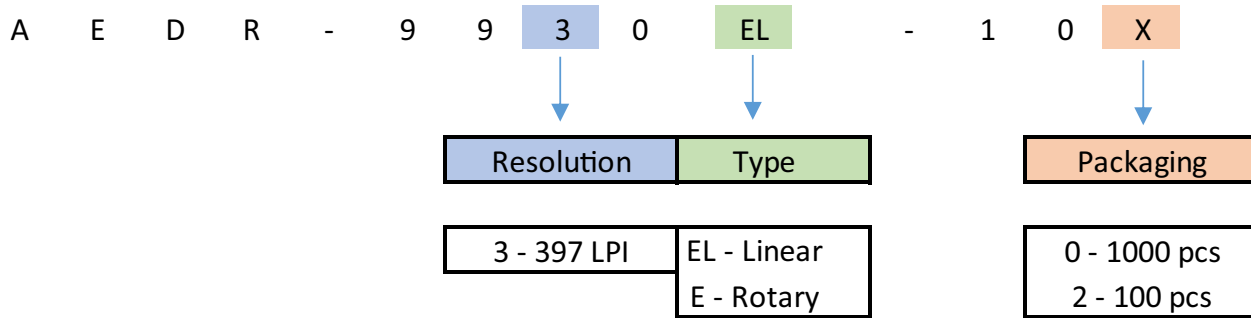 A E D R - 9 9 3 0 EL - 1 0 X
Resolution Type Packaging
3 - 397 LPI EL - Linear 0 - 1000 pcs
E - Rotary 2 - 100 pcs